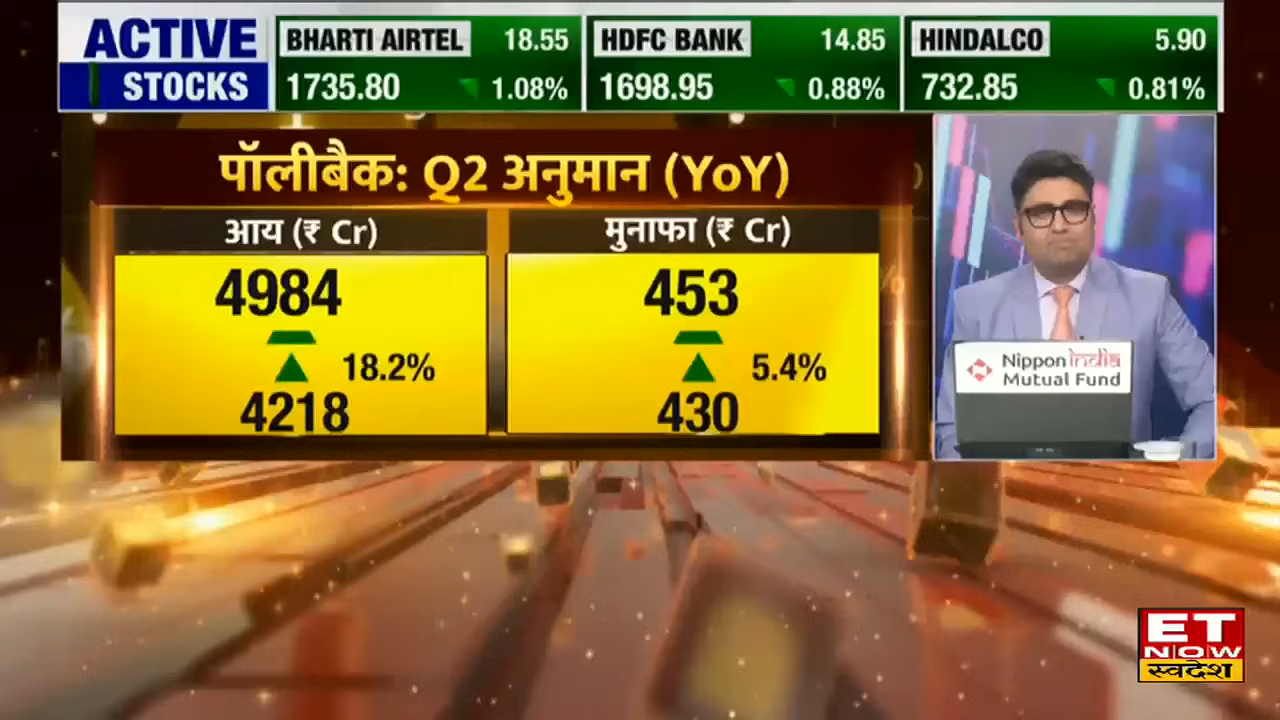 ACTIVE
STOCKS
BHARTI AIRTEL 18.55
1735.80 1.08%
HDFC BANK 14.85
1698.95 0.88%
HINDALCO 5.90
732.85 0.81%
पॉलीबैक: Q2 अनुमान (YoY)
आय (₹ Cr)
4984
18.2%
4218
मुनाफा (₹ Cr)
453
5.4%
430
Nippon india
Mutual Fund
ET
NOW
स्वदेश